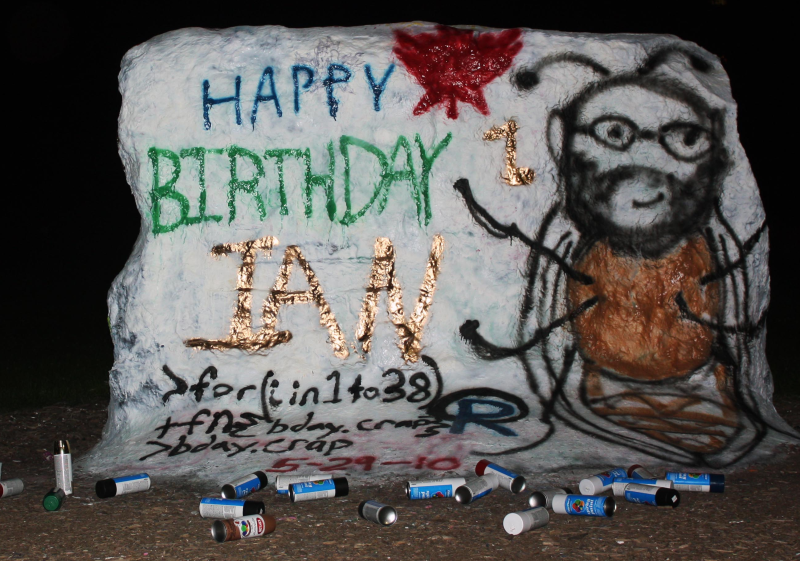 HAPPY
BIRTHDAY 1
IAN
>for(i in 1 to 38)
+fn{bday.crap}
>bday.crap
R
5-29-10